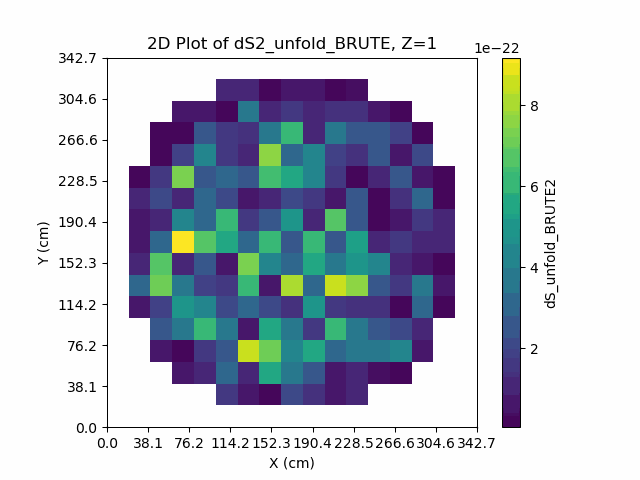 2D Plot of dS2_unfold_BRUTE, Z=1
1e−22
342.7
304.6
266.6
228.5
190.4
152.3
114.2
76.2
38.1
0.0
Y (cm)
0.0 38.1 76.2 114.2 152.3 190.4 228.5 266.6 304.6 342.7
X (cm)
8
6
4
2
dS_unfold_BRUTE2